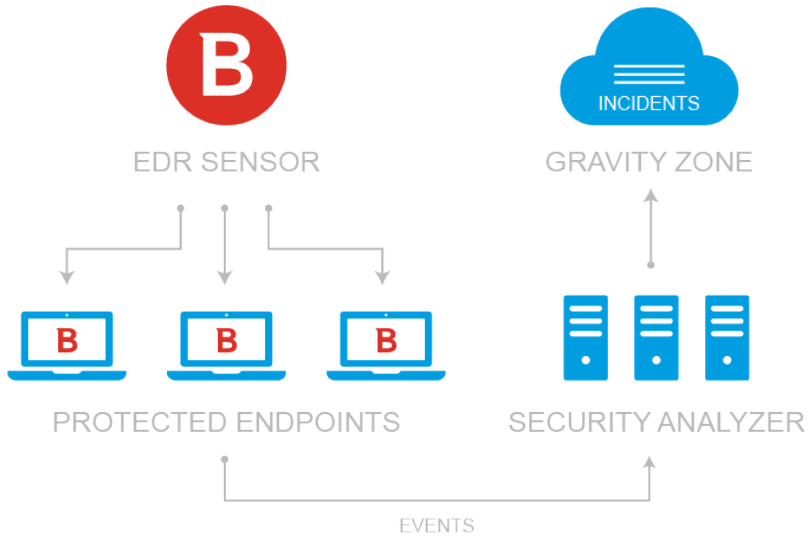 B
INCIDENTS
EDR SENSOR
GRAVITY ZONE
B
B
B
PROTECTED ENDPOINTS
SECURITY ANALYZER
EVENTS